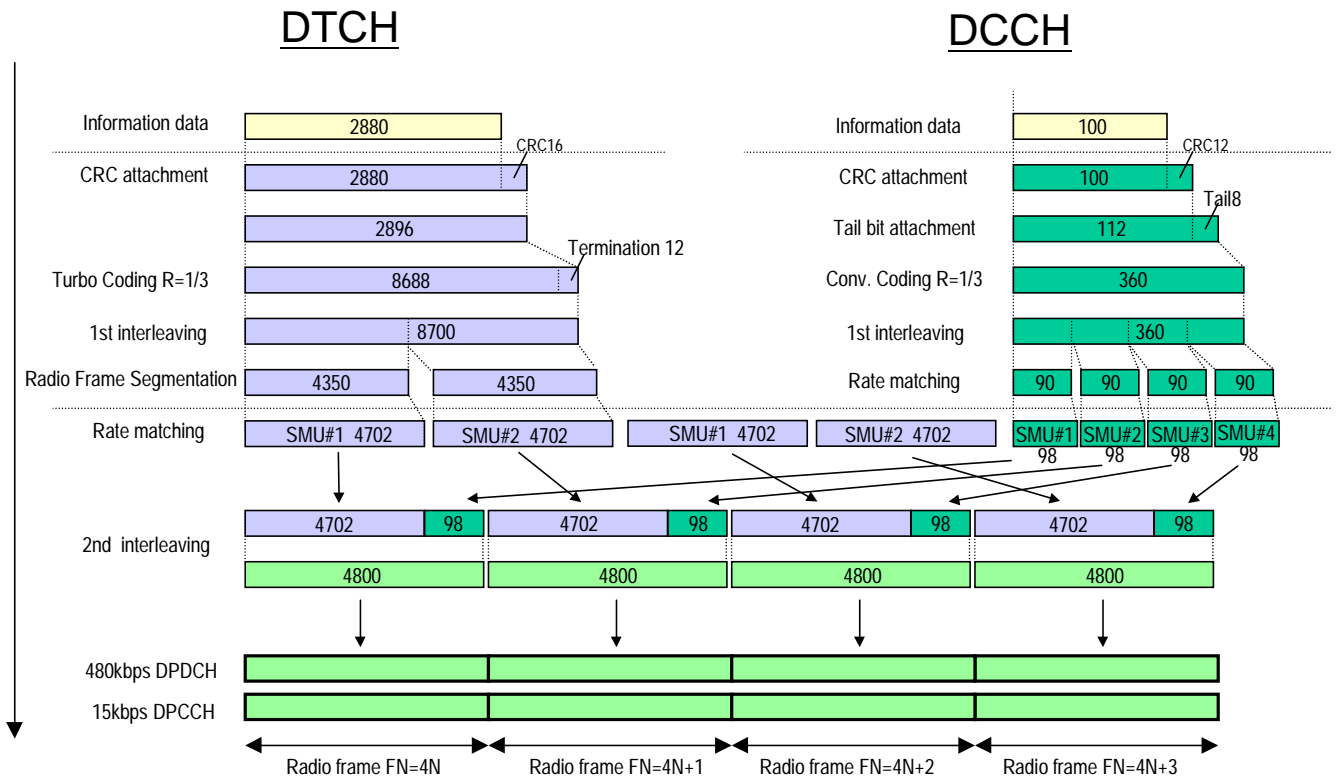 DTCH
DCCH
Information data
2880
Information data
100
CRC16
CRC12
CRC attachment
2880
CRC attachment
100
Tail8
2896
Tail bit attachment
112
Termination 12
Turbo Coding R=1/3
8688
Conv. Coding R=1/3
360
1st interleaving
8700
1st interleaving
360
Radio Frame Segmentation
4350
4350
Rate matching
90
90
90
90
Rate matching
SMU#1 4702
SMU#2 4702
SMU#1 4702
SMU#2 4702
SMU#1
SMU#2
SMU#3
SMU#4
98
98
98
98
2nd interleaving
4702
98
4702
98
4702
98
4702
98
4800
4800
4800
4800
480kbps DPDCH
15kbps DPCCH
Radio frame FN=4N
Radio frame FN=4N+1
Radio frame FN=4N+2
Radio frame FN=4N+3